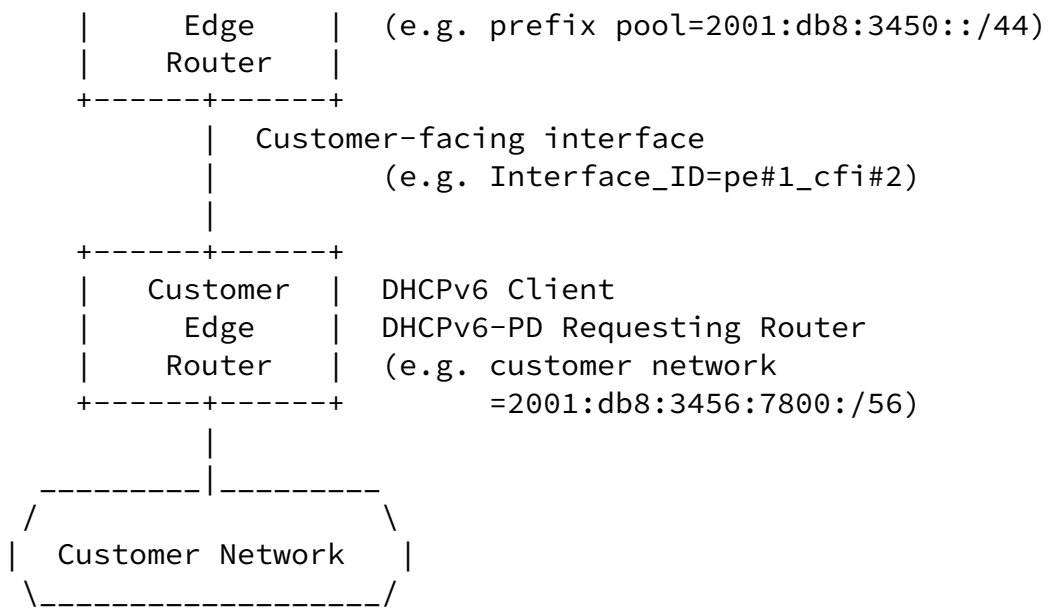 Edge (e.g. prefix pool=2001:db8:3450::/44)
Router
Customer-facing interface
(e.g. Interface_ID=pe#1_cfi#2)
Customer DHCPv6 Client
Edge DHCPv6-PD Requesting Router
Router (e.g. customer network
=2001:db8:3456:7800:/56)
Customer Network